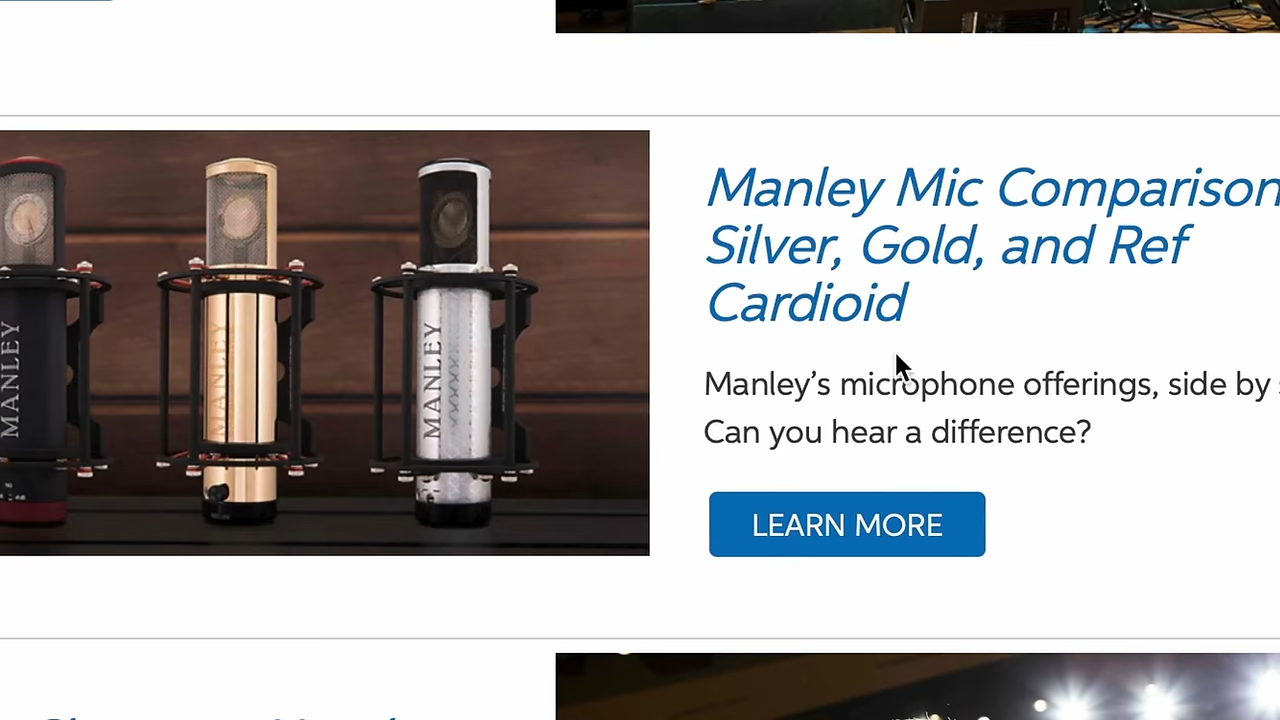 Manley Mic Comparison
Silver, Gold, and Ref
Cardioid
Manley's microphone offerings, side by
Can you hear a difference?
LEARN MORE
MANLEY
MANLEY
MANLEY